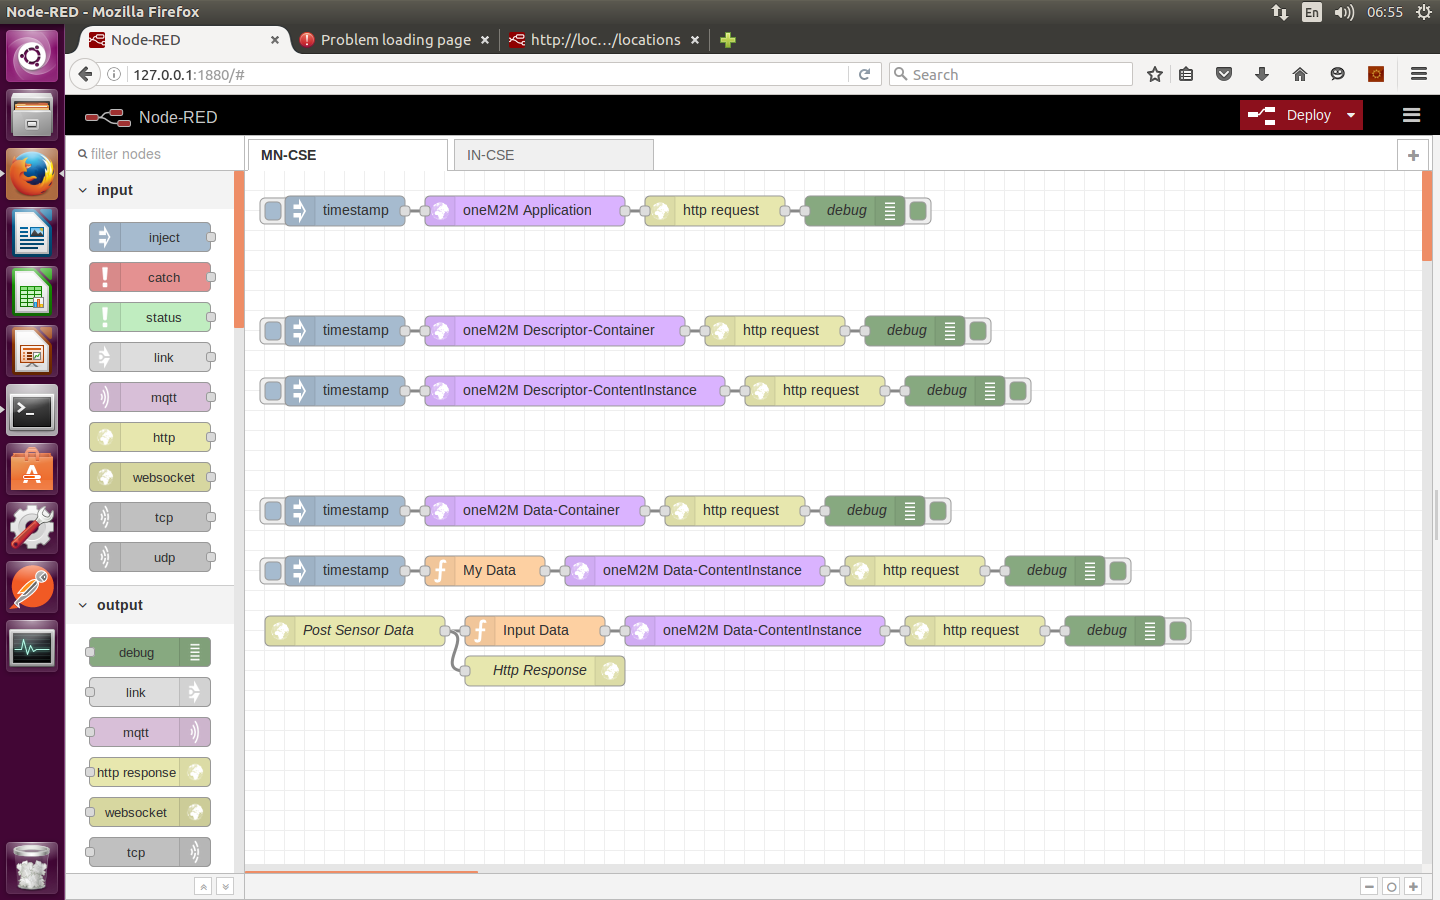 Node-RED - Mozilla Firefox
En
06:55
Node-RED
Problem loading page
http://loc.../locations
127.0.0.1:1880/#
Search
Node-RED
Deploy
filter nodes
MN-CSE
IN-CSE
input
inject
catch
status
link
mqtt
http
websocket
tcp
udp
output
debug
link
mqtt
http response
websocket
tcp
timestamp
oneM2M Application
http request
debug
timestamp
oneM2M Descriptor-Container
http request
debug
timestamp
oneM2M Descriptor-ContentInstance
http request
debug
timestamp
oneM2M Data-Container
http request
debug
timestamp
My Data
oneM2M Data-ContentInstance
http request
debug
Post Sensor Data
Input Data
oneM2M Data-ContentInstance
http request
debug
Http Response